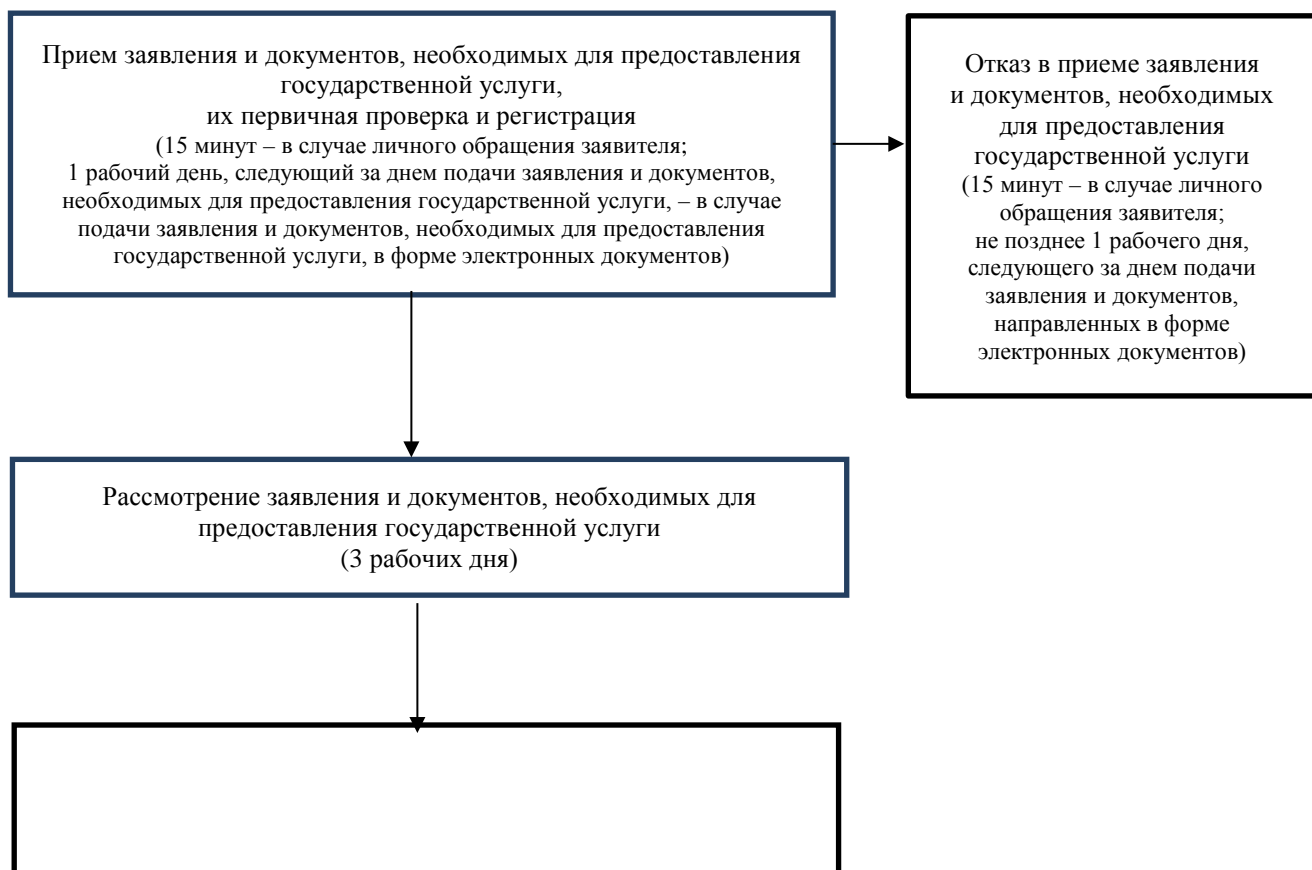 Прием заявления и документов, необходимых для предоставления
государственной услуги,
их первичная проверка и регистрация
(15 минут – в случае личного обращения заявителя;
1 рабочий день, следующий за днем подачи заявления и документов,
необходимых для предоставления государственной услуги, – в случае
подачи заявления и документов, необходимых для предоставления
государственной услуги, в форме электронных документов)
Отказ в приеме заявления
и документов, необходимых
для предоставления
государственной услуги
(15 минут – в случае личного
обращения заявителя;
не позднее 1 рабочего дня,
следующего за днем подачи
заявления и документов,
направленных в форме
электронных документов)
Рассмотрение заявления и документов, необходимых для
предоставления государственной услуги
(3 рабочих дня)